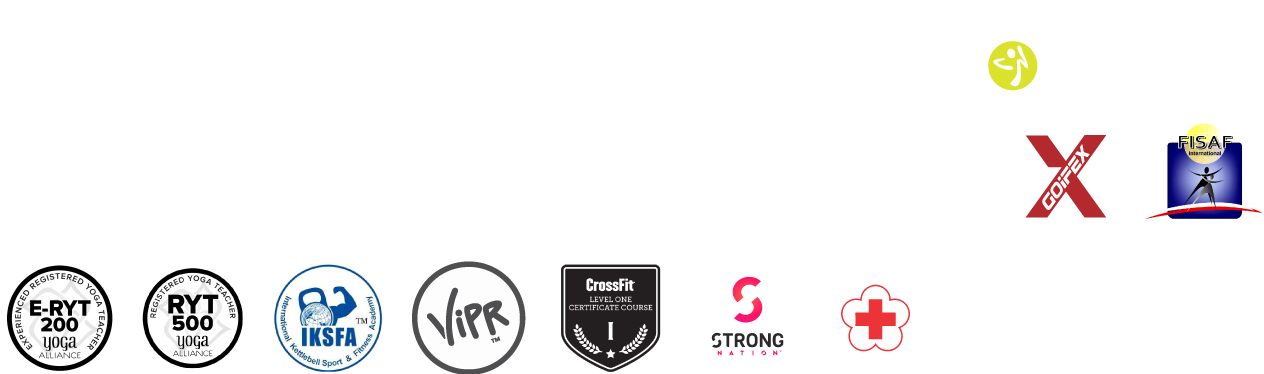 GOiFEX
FISAF
international
EXPERIENCED REGISTERED YOGA TEACHER
E-RYT
200
yoga
ALLIANCE
REGISTERED YOGA TEACHER
RYT
500
yoga
ALLIANCE
International Kettlebell Sport & Fitness Academy
IKSFA
TM
ViPR
TM
CrossFit
LEVEL ONE
CERTIFICATE COURSE
I
S
STRONG
NATION